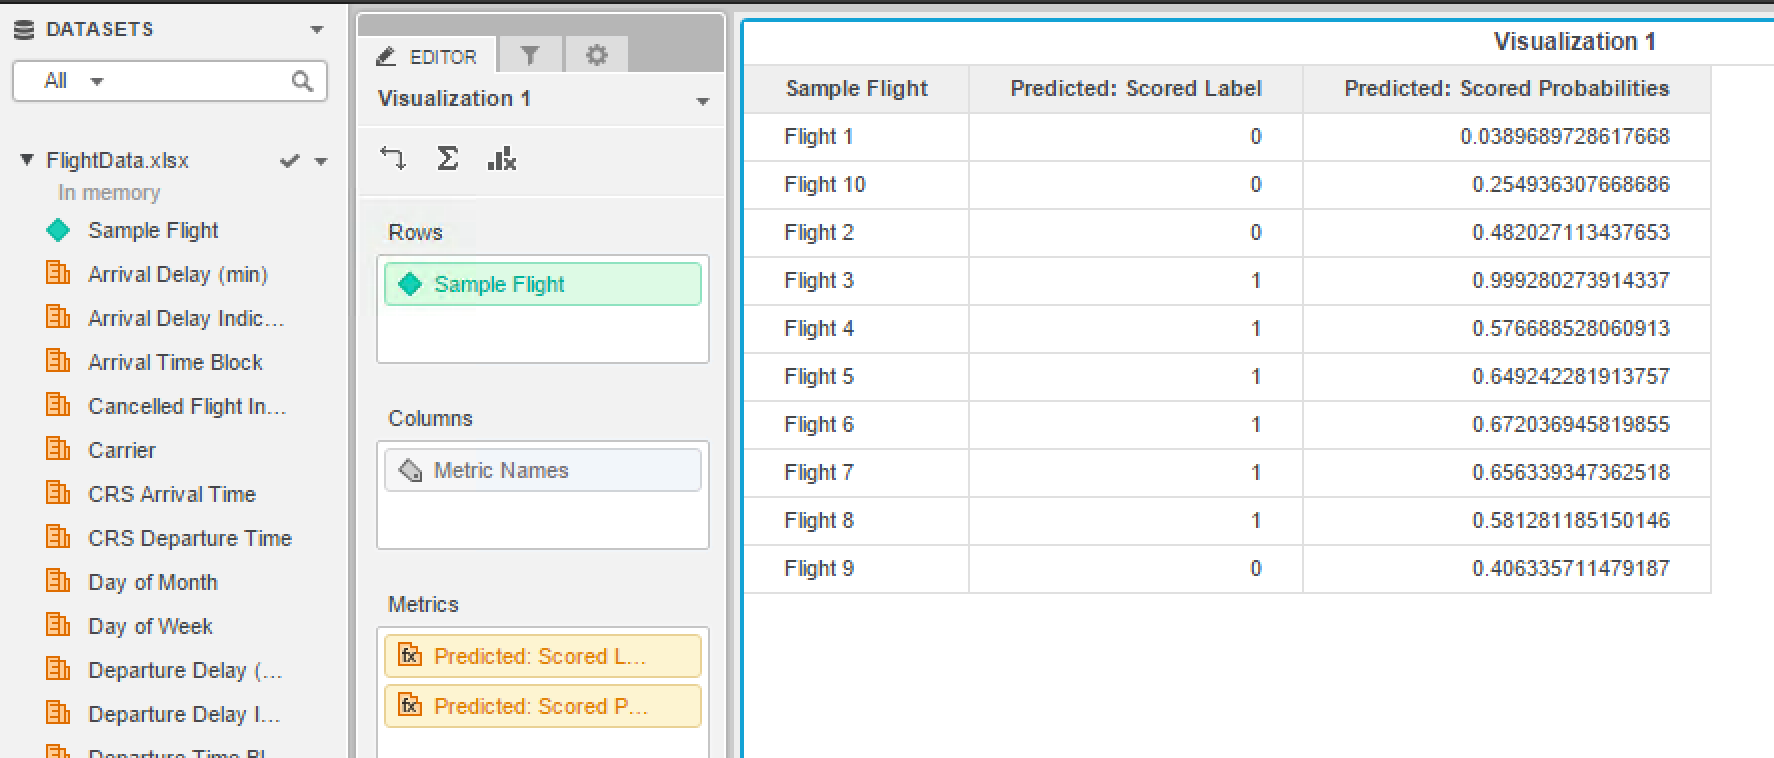 DATASETS
All
FlightData.xlsx
In memory
Sample Flight
Arrival Delay (min)
Arrival Delay Indic...
Arrival Time Block
Cancelled Flight In...
Carrier
CRS Arrival Time
CRS Departure Time
Day of Month
Day of Week
Departure Delay (...
Departure Delay I...
Departure Time Bl...
EDITOR
Visualization 1
Rows
Sample Flight
Columns
Metric Names
Metrics
fx Predicted: Scored L...
fx Predicted: Scored P...
Visualization 1
Sample Flight Predicted: Scored Label Predicted: Scored Probabilities
Flight 1 0 0.0389689728617668
Flight 10 0 0.254936307668686
Flight 2 0 0.482027113437653
Flight 3 1 0.999280273914337
Flight 4 1 0.576688528060913
Flight 5 1 0.649242281913757
Flight 6 1 0.672036945819855
Flight 7 1 0.656339347362518
Flight 8 1 0.581281185150146
Flight 9 0 0.406335711479187